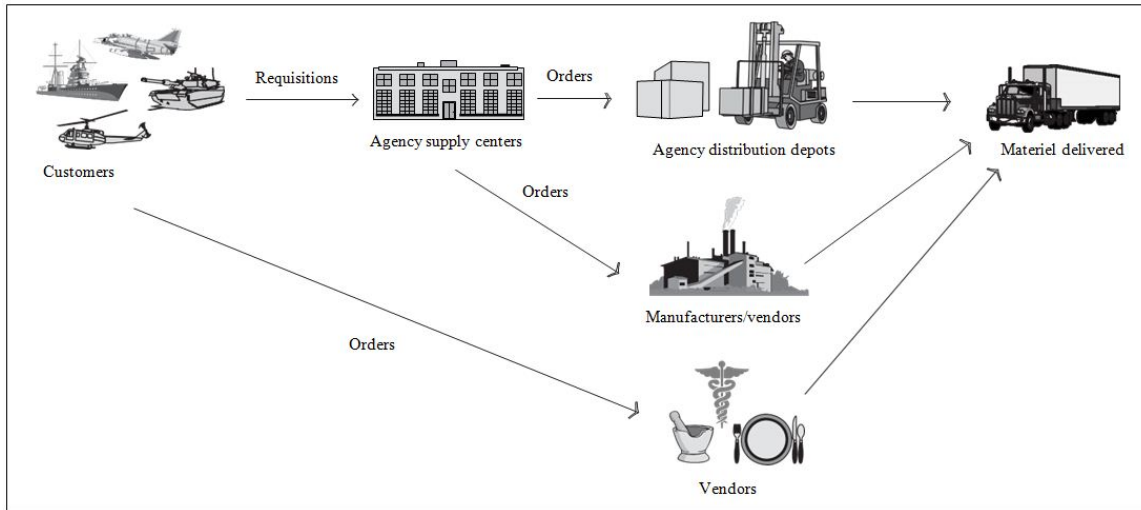 Requisitions
Orders
Customers
Agency supply centers
Agency distribution depots
Materiel delivered
Orders
Manufacturers/vendors
Orders
Vendors